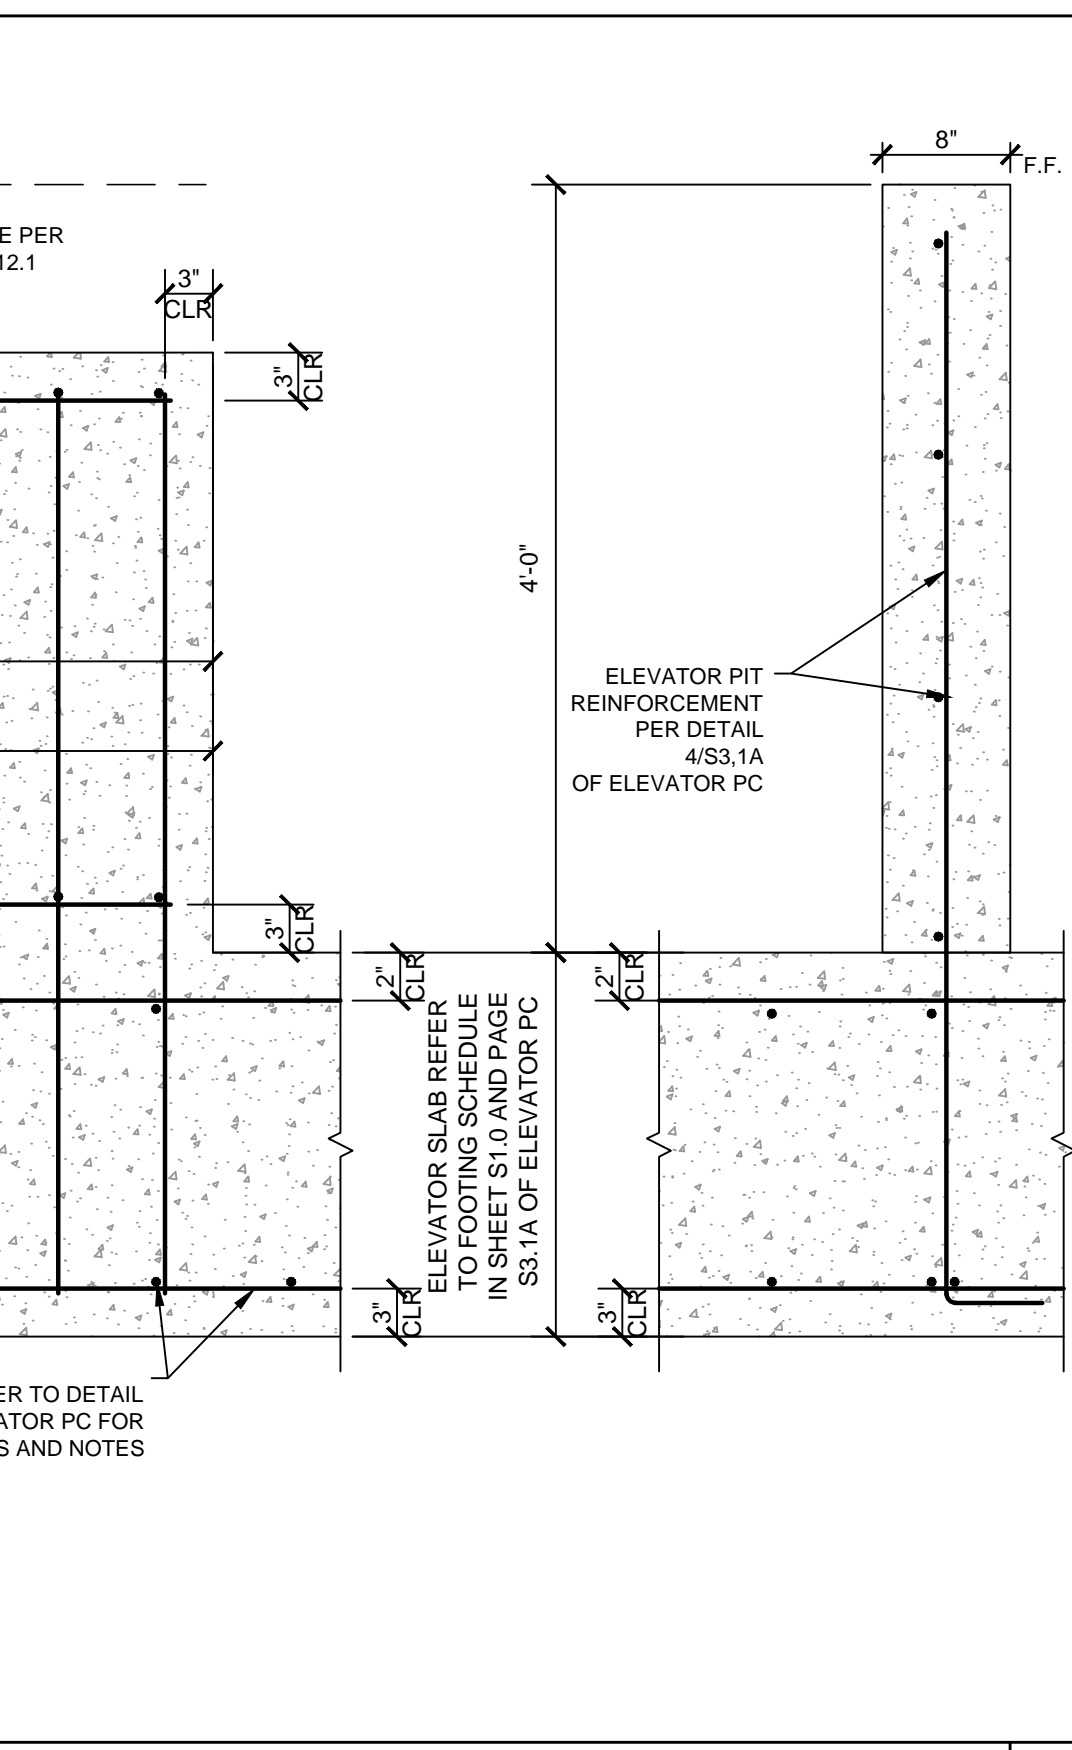 8"
F.F.
E PER
12.1
3"
CLR
3"
CLR
4'-0"
ELEVATOR PIT
REINFORCEMENT
PER DETAIL
4/S3,1A
OF ELEVATOR PC
3"
CLR
2"
CLR
2"
CLR
ELEVATOR SLAB REFER
TO FOOTING SCHEDULE
IN SHEET S1.0 AND PAGE
S3.1A OF ELEVATOR PC
3"
CLR
3"
CLR
ER TO DETAIL
ATOR PC FOR
S AND NOTES